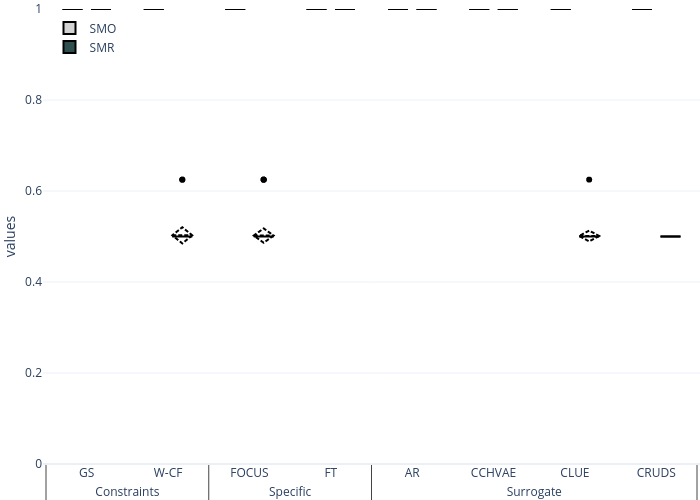 1
SMO
SMR
0.8
0.6
values
0.4
0.2
0
GS W-CF FOCUS FT AR CCHVAE CLUE CRUDS
Constraints Specific Surrogate